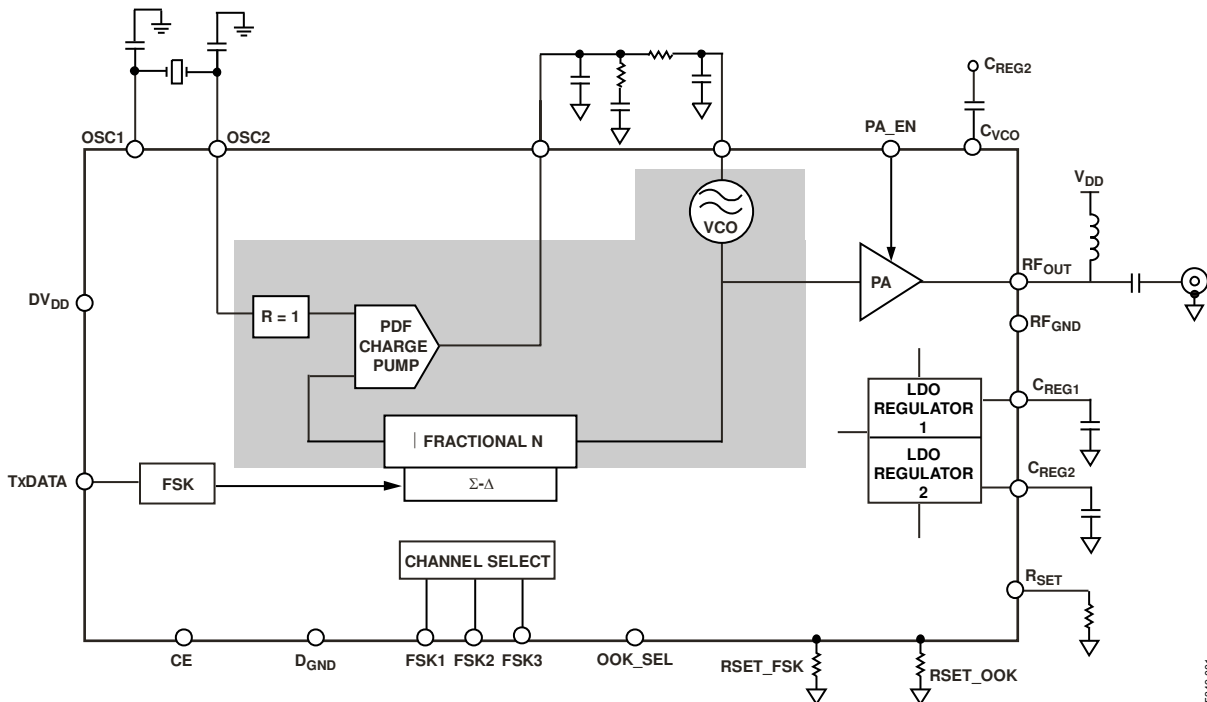 C_REG2
OSC1
OSC2
PA_EN
C_VCO
V_DD
VCO
RF_OUT
PA
DV_DD
R = 1
PDF
CHARGE
PUMP
RF_GND
LDO
REGULATOR
1
C_REG1
FRACTIONAL N
LDO
REGULATOR
2
C_REG2
TxDATA
FSK
Σ-Δ
CHANNEL SELECT
R_SET
CE
D_GND
FSK1
FSK2
FSK3
OOK_SEL
RSET_FSK
RSET_OOK